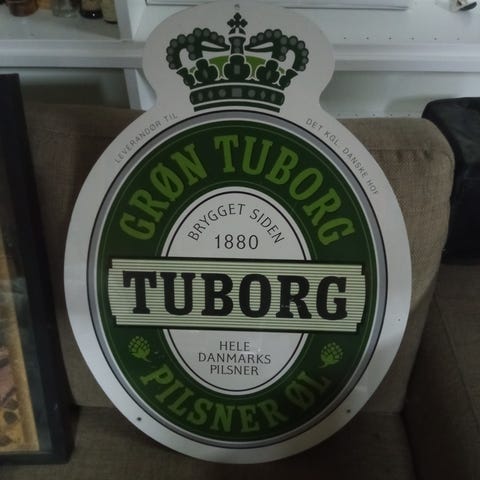 LEVERANDØR TIL
DET KGL. DANSKE HOF
GRØN TUBORG
BRYGGET SIDEN
1880
TUBORG
HELE
DANMARKS
PILSNER
PILSNER ØL